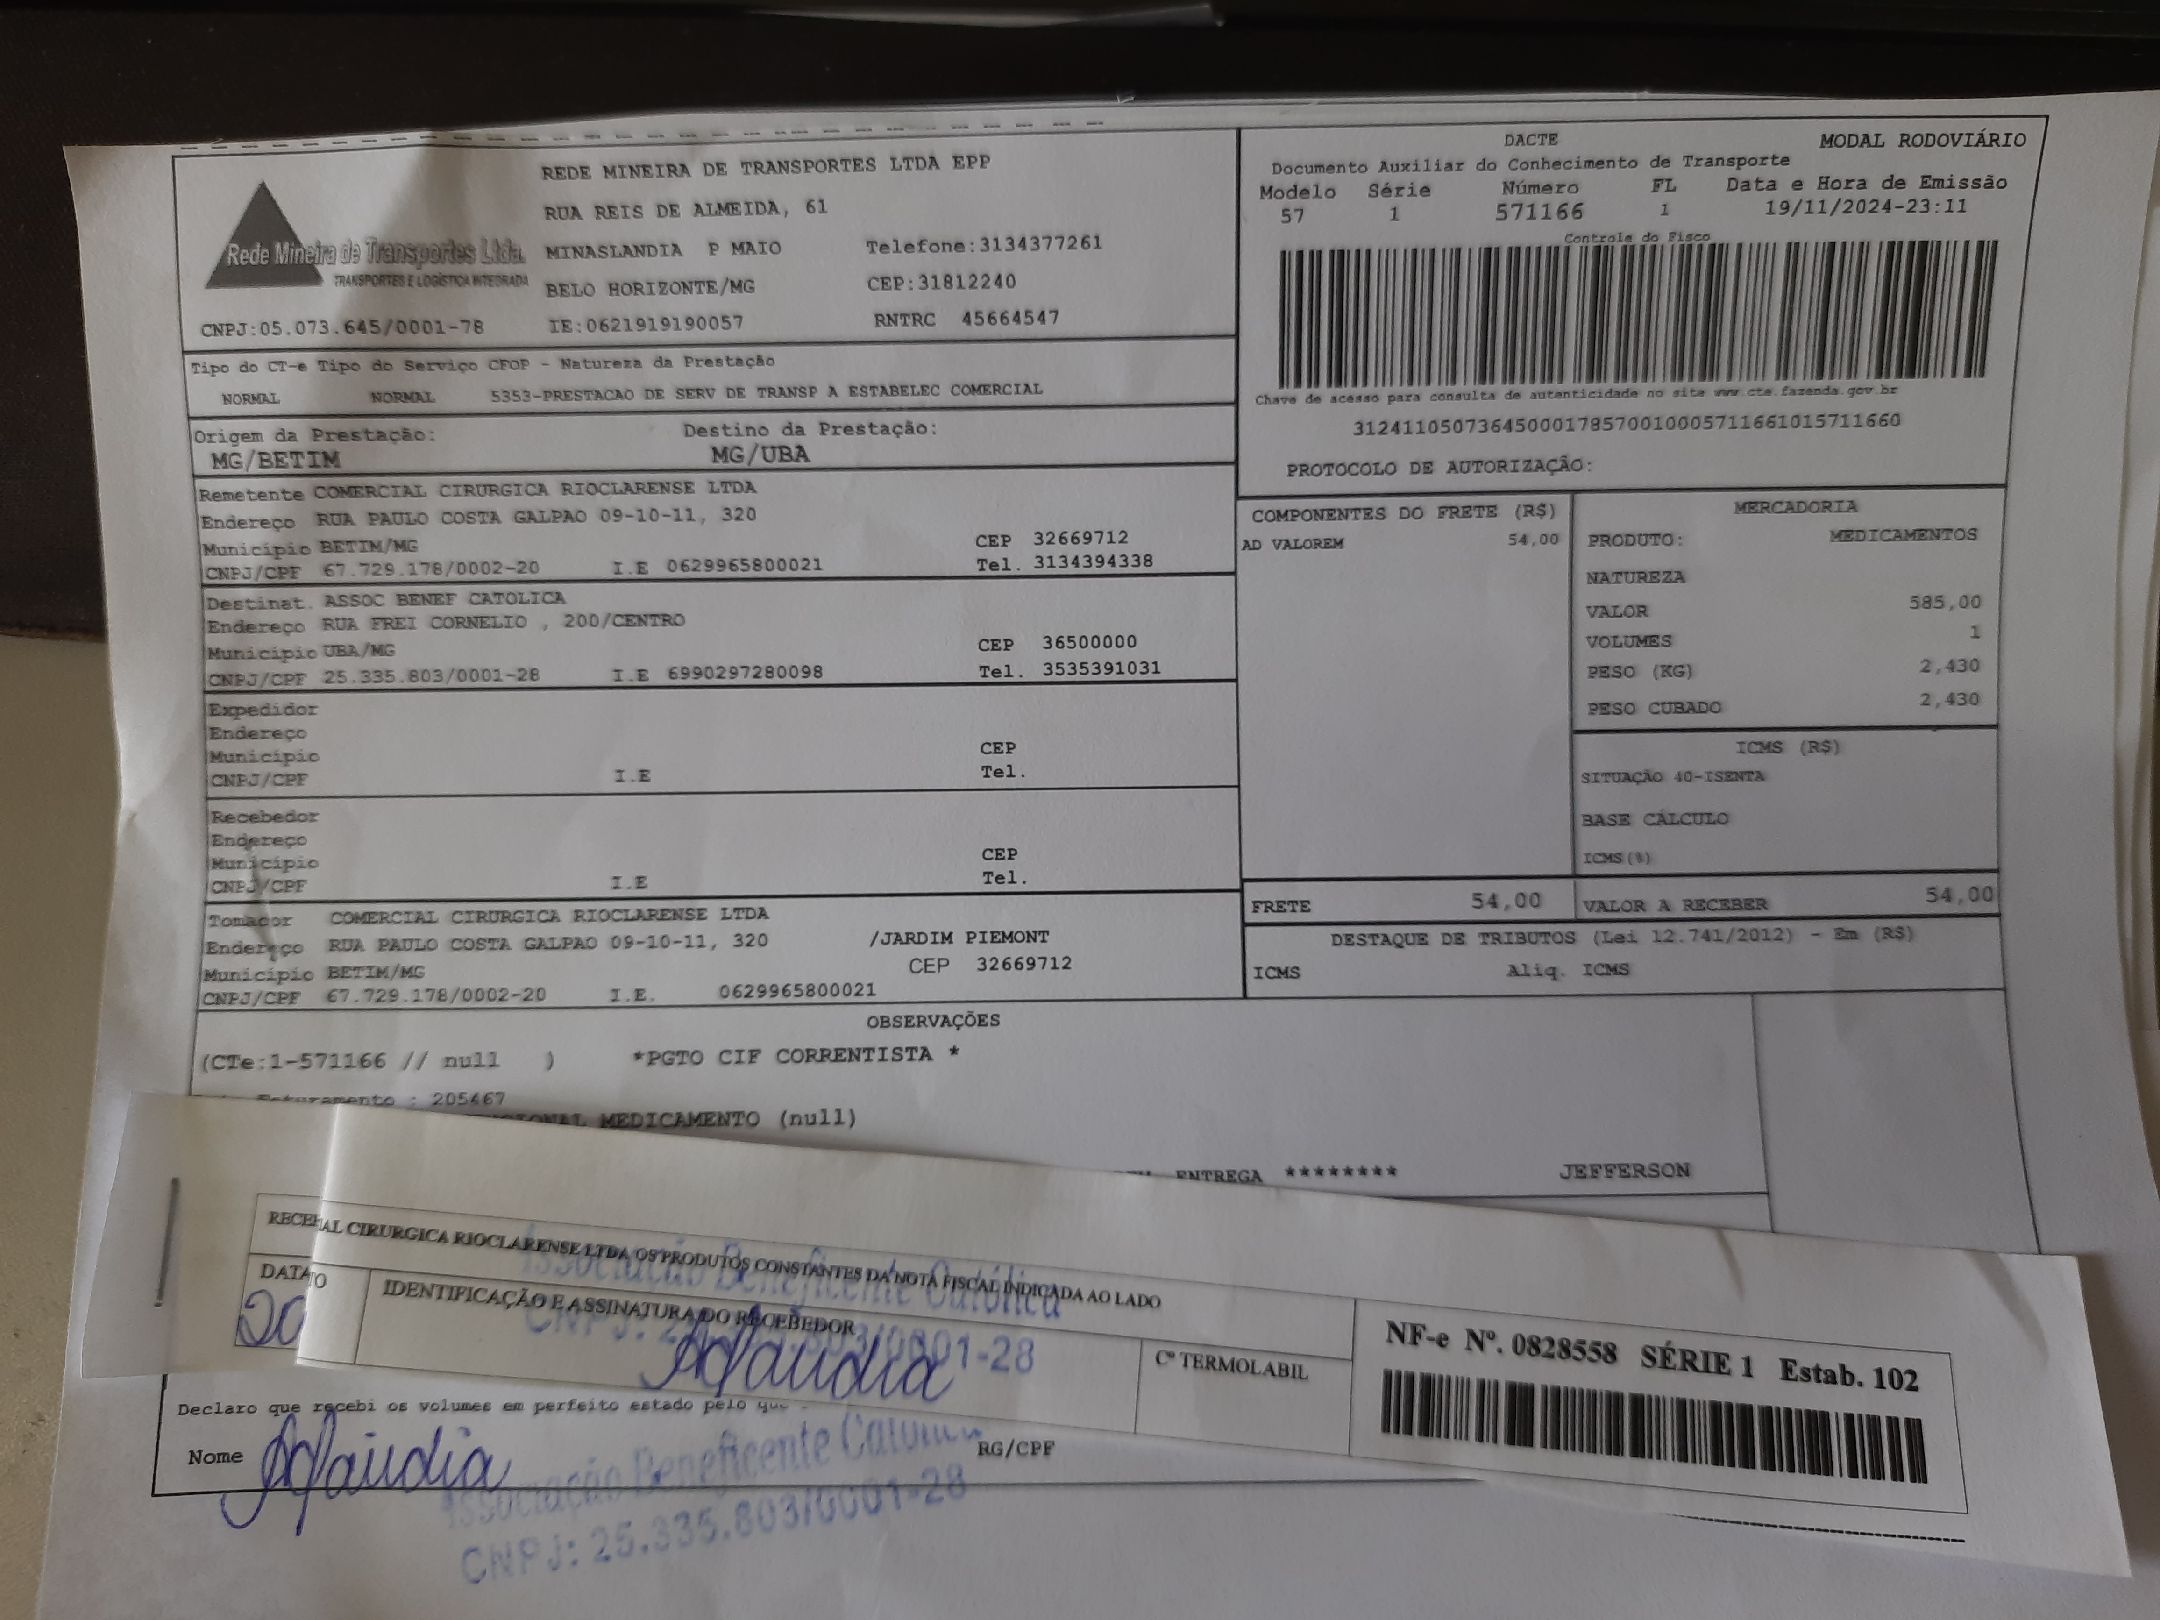 REDE MINEIRA DE TRANSPORTES LTDA EPP
RUA REIS DE ALMEIDA, 61
Rede Mineira de Transportes Ltda.
TRANSPORTES E LOGÍSTICA INTEGRADA
MINASLANDIA P MAIO Telefone:3134377261
BELO HORIZONTE/MG CEP:31812240
CNPJ:05.073.645/0001-78 IE:0621919190057 RNTRC 45664547
DACTE MODAL RODOVIÁRIO
Documento Auxiliar do Conhecimento de Transporte
Modelo Série Número FL Data e Hora de Emissão
57 1 571166 1 19/11/2024-23:11
Controle do Fisco
Chave de acesso para consulta de autenticidade no site www.cte.fazenda.gov.br
31241105073645000178570010005711661015711660
PROTOCOLO DE AUTORIZAÇÃO:
Tipo do CT-e Tipo do Serviço CFOP - Natureza da Prestação
NORMAL NORMAL 5353-PRESTACAO DE SERV DE TRANSP A ESTABELEC COMERCIAL
Origem da Prestação: Destino da Prestação:
MG/BETIM MG/UBA
Remetente COMERCIAL CIRURGICA RIOCLARENSE LTDA
Endereço RUA PAULO COSTA GALPAO 09-10-11, 320
Município BETIM/MG CEP 32669712
CNPJ/CPF 67.729.178/0002-20 I.E 0629965800021 Tel. 3134394338
Destinat. ASSOC BENEF CATOLICA
Endereço RUA FREI CORNELIO , 200/CENTRO
Município UBA/MG CEP 36500000
CNPJ/CPF 25.335.803/0001-28 I.E 6990297280098 Tel. 3535391031
Expedidor
Endereço
Município CEP
CNPJ/CPF I.E Tel.
Recebedor
Endereço
Município CEP
CNPJ/CPF I.E Tel.
Tomador COMERCIAL CIRURGICA RIOCLARENSE LTDA
Endereço RUA PAULO COSTA GALPAO 09-10-11, 320 /JARDIM PIEMONT
Município BETIM/MG CEP 32669712
CNPJ/CPF 67.729.178/0002-20 I.E. 0629965800021
COMPONENTES DO FRETE (R$)
AD VALOREM 54,00
MERCADORIA
PRODUTO: MEDICAMENTOS
NATUREZA
VALOR 585,00
VOLUMES 1
PESO (KG) 2,430
PESO CUBADO 2,430
ICMS (R$)
SITUAÇÃO 40-ISENTA
BASE CÁLCULO
ICMS(%)
FRETE 54,00 VALOR A RECEBER 54,00
DESTAQUE DE TRIBUTOS (Lei 12.741/2012) - Em (R$)
ICMS Aliq. ICMS
OBSERVAÇÕES
(CTe:1-571166 // null ) *PGTO CIF CORRENTISTA *
Faturamento : 205467
MEDICAMENTO (null)
ENTREGA ******** JEFFERSON
AL CIRURGICA RIOCLARENSE LTDA OS PRODUTOS CONSTANTES DA NOTA FISCAL INDICADA AO LADO
DATA
20
IDENTIFICAÇÃO E ASSINATURA DO RECEBEDOR
Associação Beneficente Católica
CNPJ: 803/0001-28
Cº TERMOLABIL
NF-e Nº. 0828558 SÉRIE 1 Estab. 102
Declaro que recebi os volumes em perfeito estado pelo
Nome RG/CPF
Associação Beneficente Católica
CNPJ: 25.335.803/0001-28